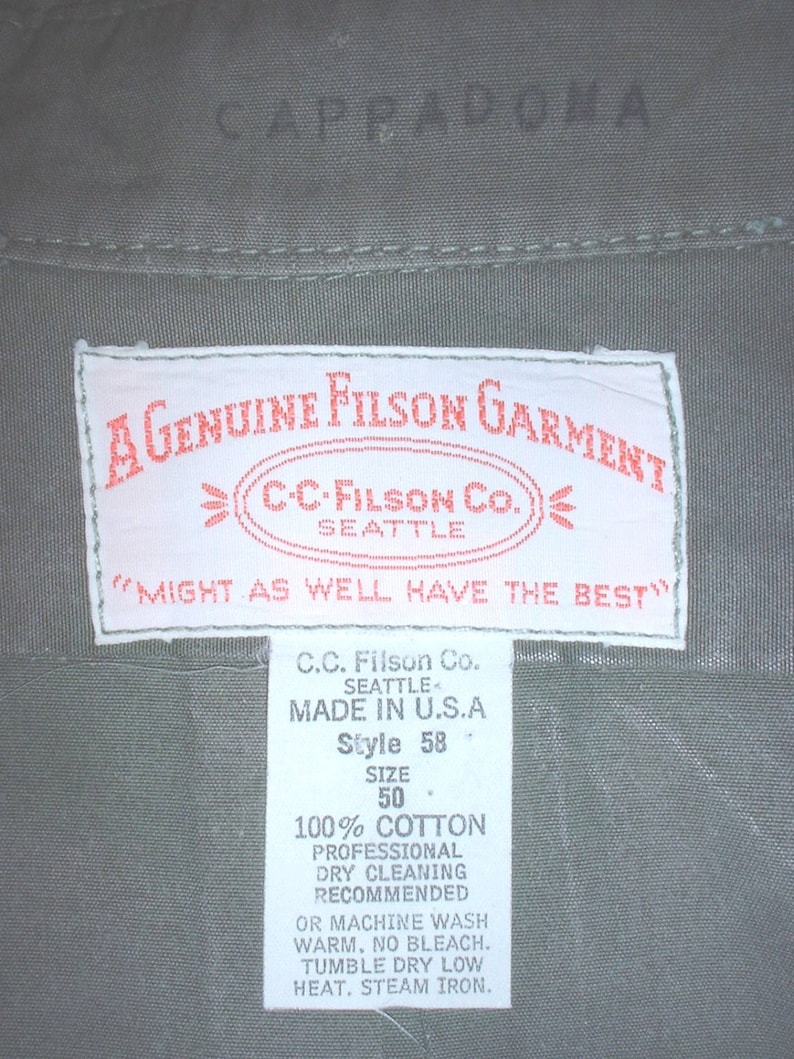 CAPPADONA
A GENUINE FILSON GARMENT
C·C·FILSON CO.
SEATTLE
"MIGHT AS WELL HAVE THE BEST"
C.C. Filson Co.
SEATTLE
MADE IN U.S.A
Style 58
SIZE
50
100% COTTON
PROFESSIONAL
DRY CLEANING
RECOMMENDED
OR MACHINE WASH
WARM. NO BLEACH.
TUMBLE DRY LOW
HEAT. STEAM IRON.